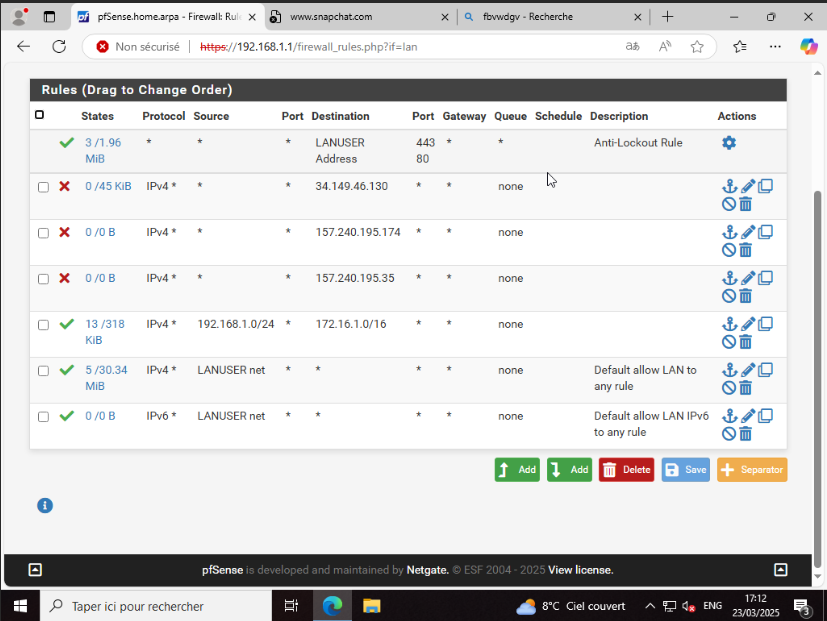 pfSense.home.arpa - Firewall: Rule
www.snapchat.com
fbvwdgv - Recherche
Non sécurisé
https://192.168.1.1/firewall_rules.php?if=lan
Rules (Drag to Change Order)
States Protocol Source Port Destination Port Gateway Queue Schedule Description Actions
3 /1.96 * * * LANUSER 443 * * Anti-Lockout Rule
MiB Address 80
0 /45 KiB IPv4 * * * 34.149.46.130 * * none
0 /0 B IPv4 * * * 157.240.195.174 * * none
0 /0 B IPv4 * * * 157.240.195.35 * * none
13 /318 IPv4 * 192.168.1.0/24 * 172.16.1.0/16 * * none
KiB
5 /30.34 IPv4 * LANUSER net * * * * none Default allow LAN to
MiB any rule
0 /0 B IPv6 * LANUSER net * * * * none Default allow LAN IPv6
to any rule
Add Add Delete Save Separator
pfSense is developed and maintained by Netgate. © ESF 2004 - 2025 View license.
Taper ici pour rechercher
8°C Ciel couvert
ENG
17:12
23/03/2025
3